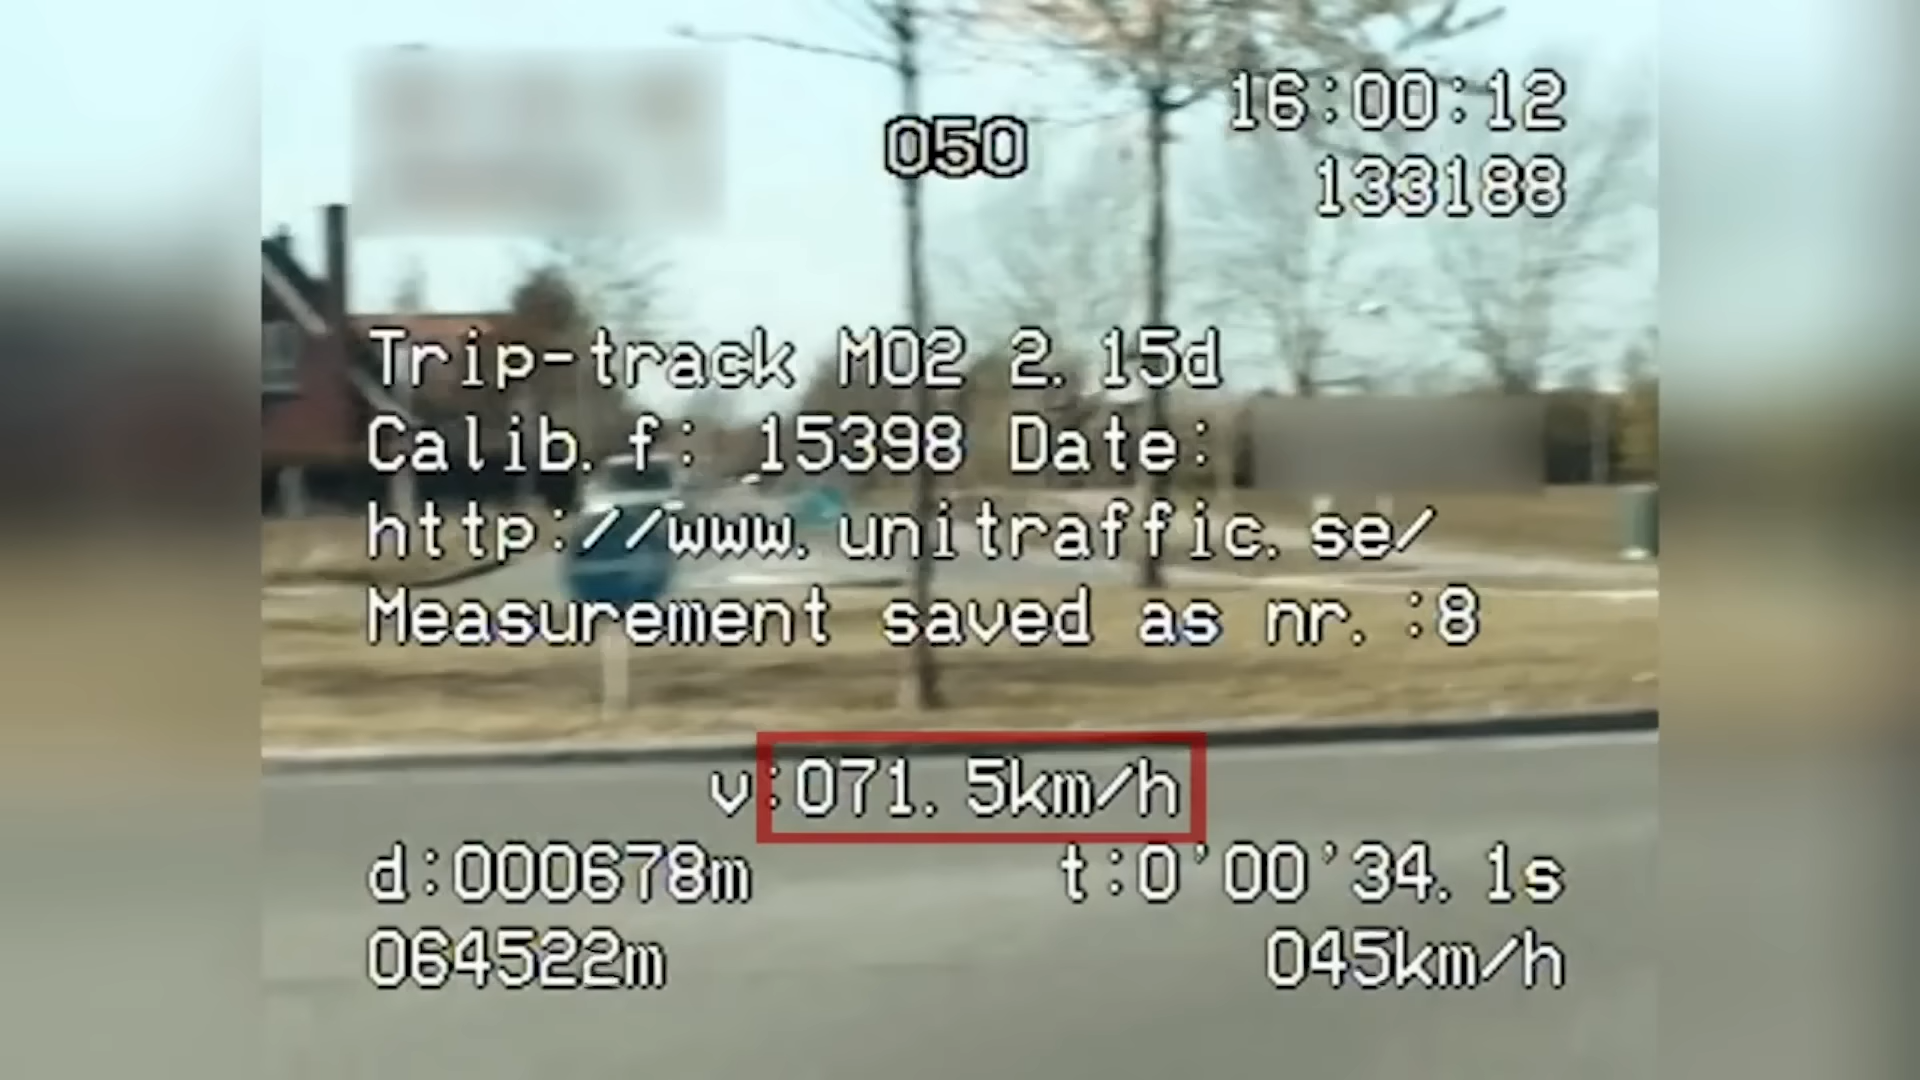 050
16:00:12
133188
Trip-track M02 2.15d
Calib.f: 15398 Date:
http://www.unitraffic.se/
Measurement saved as nr.:8
v:071.5km/h
d:000678m t:0'00'34.1s
064522m 045km/h